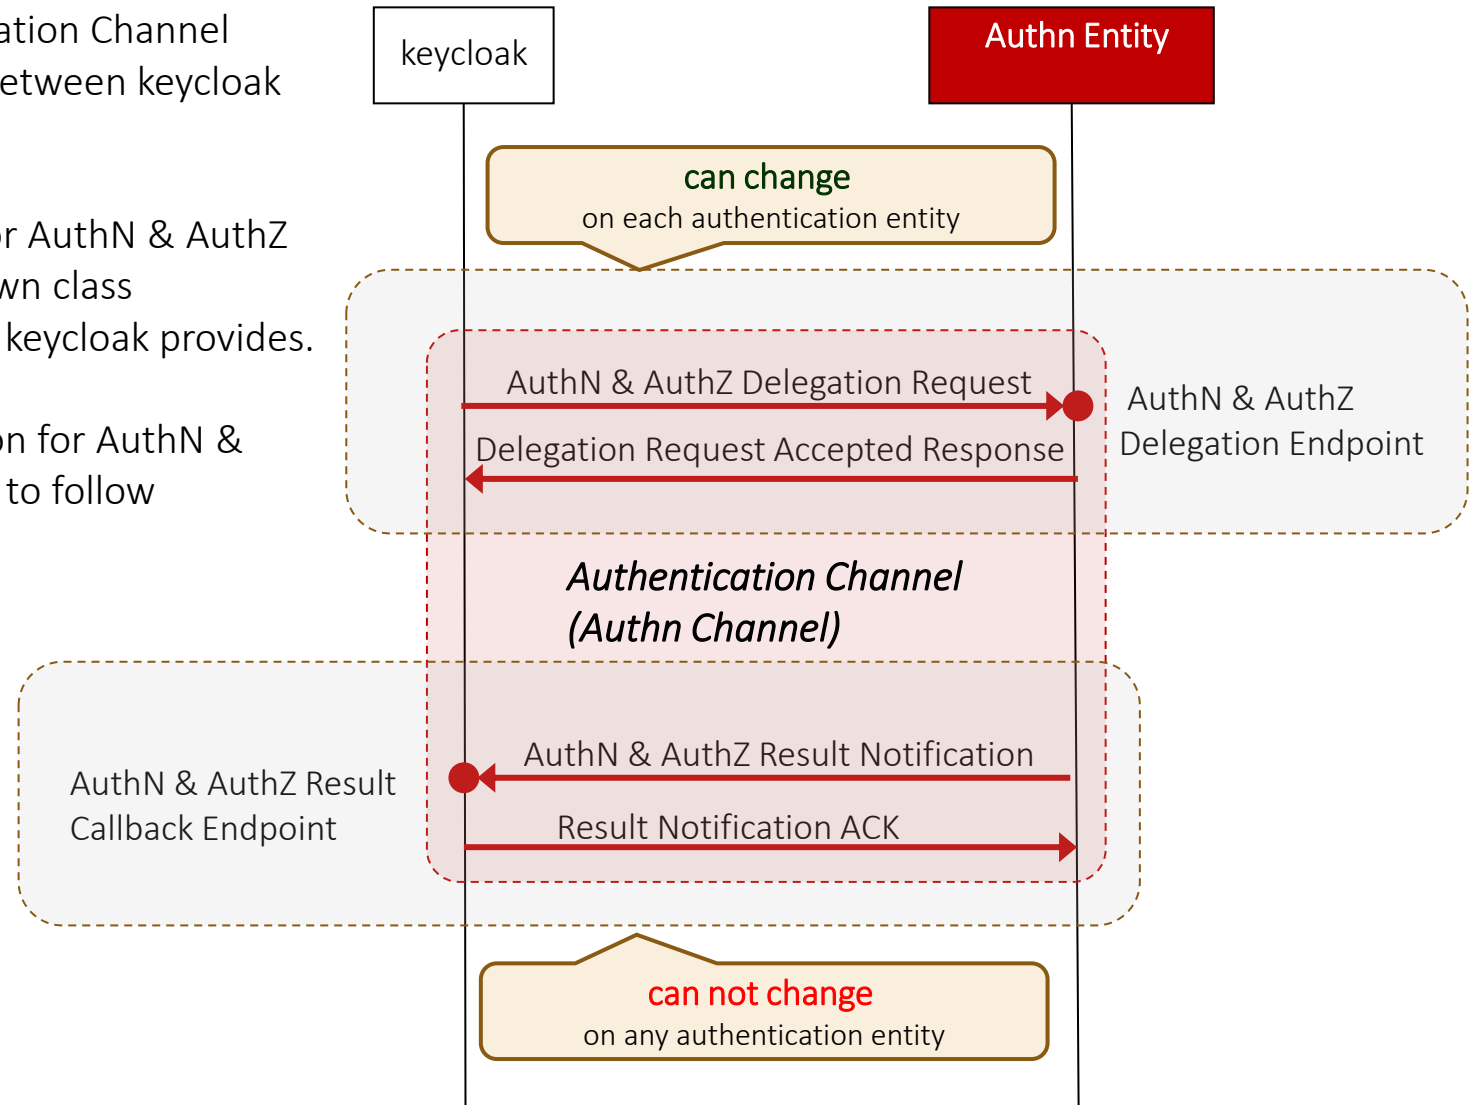 ation Channel
etween keycloak
or AuthN & AuthZ
wn class
keycloak provides.
on for AuthN &
to follow
keycloak
Authn Entity
can change
on each authentication entity
AuthN & AuthZ Delegation Request
Delegation Request Accepted Response
AuthN & AuthZ
Delegation Endpoint
Authentication Channel
(Authn Channel)
AuthN & AuthZ Result Notification
Result Notification ACK
AuthN & AuthZ Result
Callback Endpoint
can not change
on any authentication entity